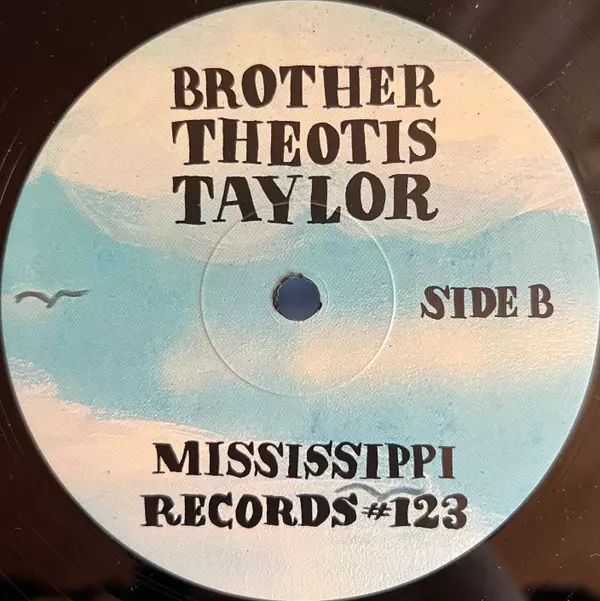 BROTHER
THEOTIS
TAYLOR
SIDE B
MISSISSIPPI
RECORDS #123